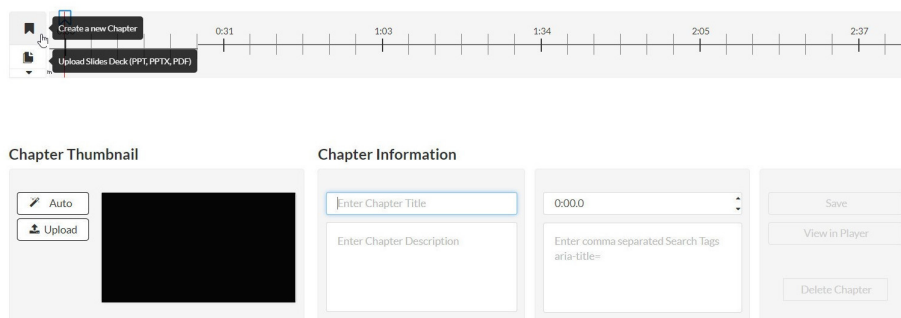 Create a new Chapter
0:31
1:03
1:34
2:05
2:37
Upload Slides Deck (PPT, PPTX, PDF)
Chapter Thumbnail
Chapter Information
Auto
Upload
Enter Chapter Title
0:00.0
Save
View in Player
Enter Chapter Description
Enter comma separated Search Tags
aria-title=
Delete Chapter